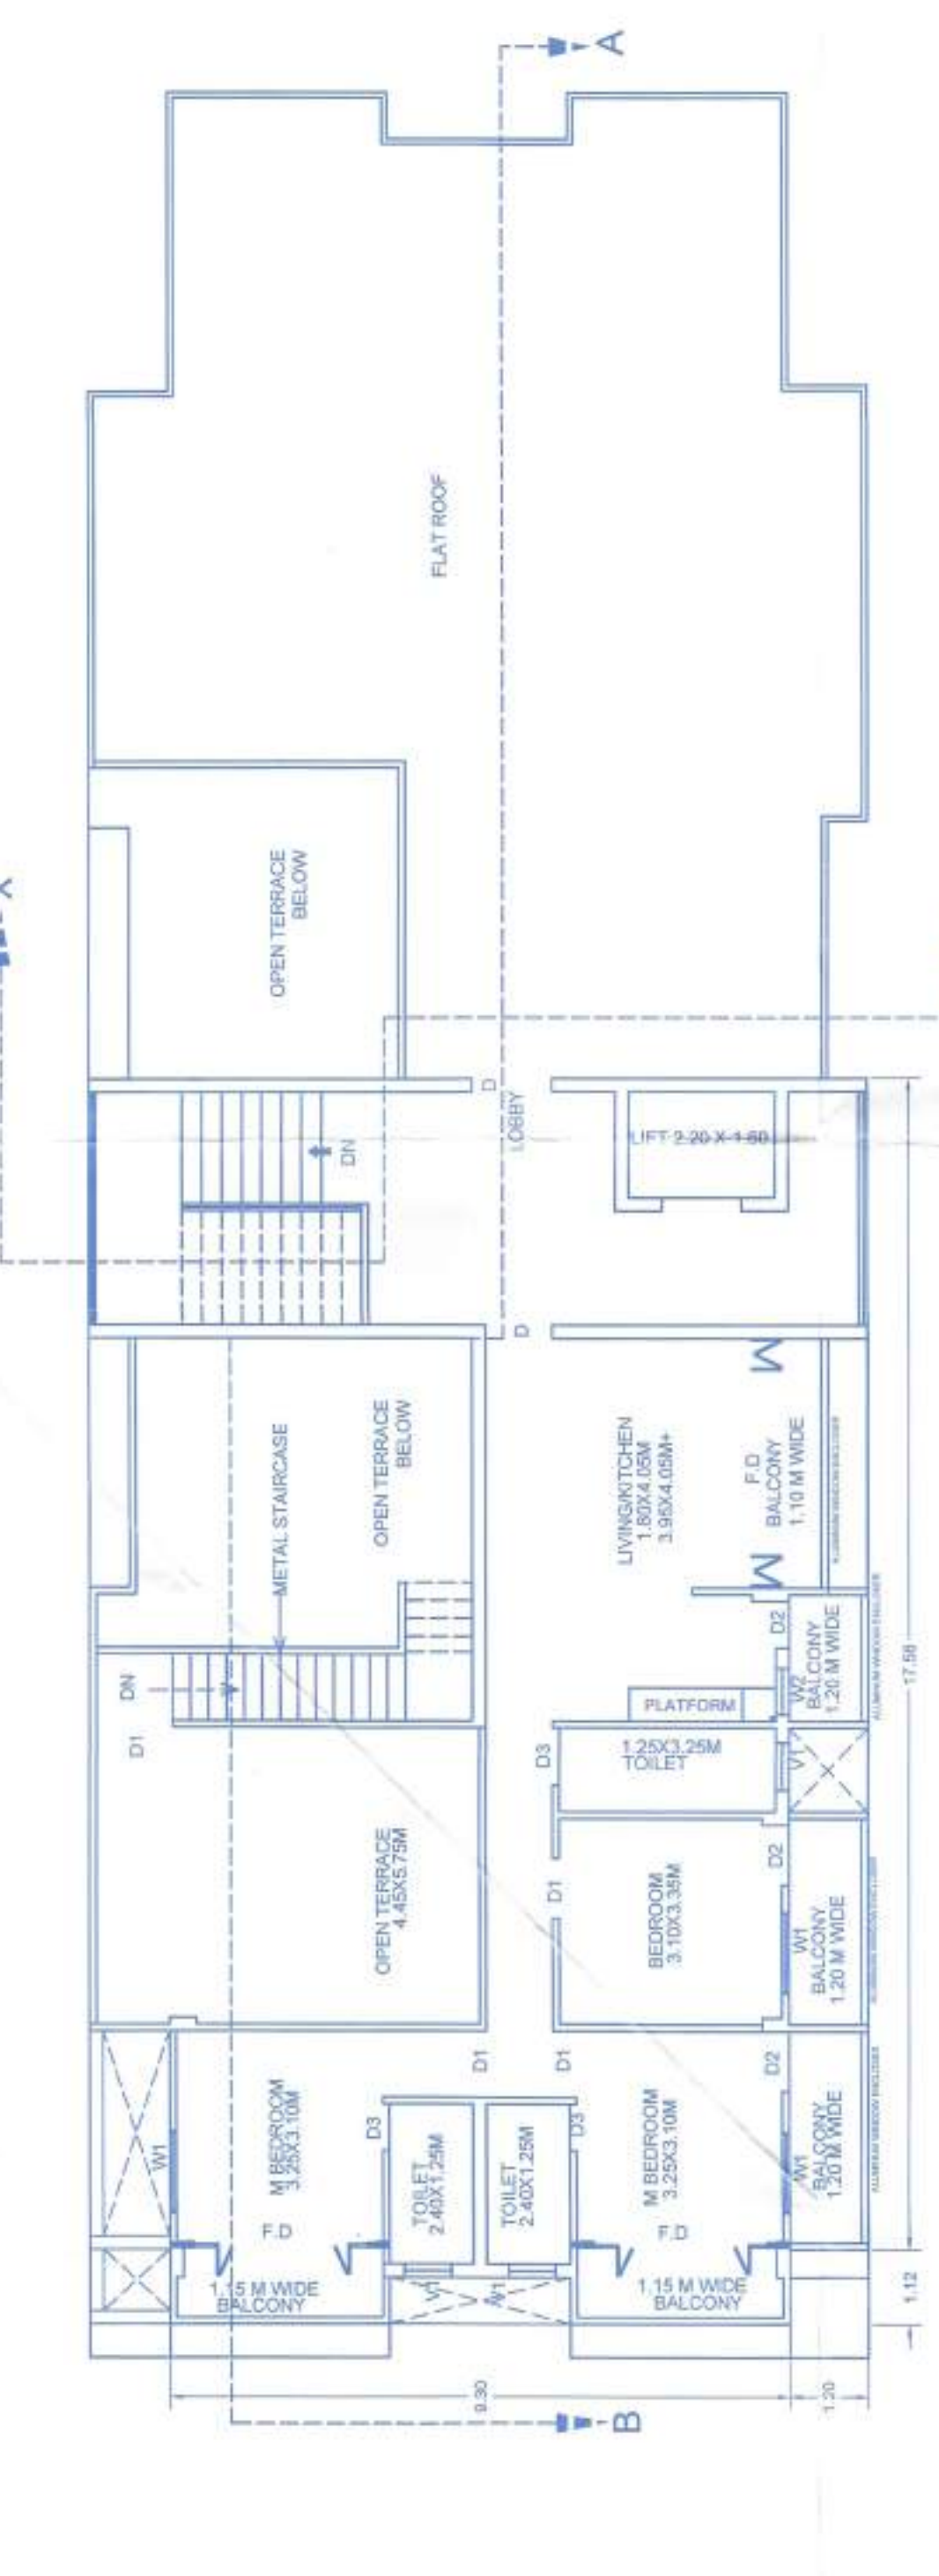 A
FLAT ROOF
OPEN TERRACE
BELOW
D
LOBBY
LIFT 2.20 X 1.60
DN
D
M
LIVING/KITCHEN
1.80X4.05M
3.95X4.05M+
F.D
BALCONY
1.10 M WIDE
M
METAL STAIRCASE
OPEN TERRACE
BELOW
DN
D1
D2
W2
BALCONY
1.20 M WIDE
PLATFORM
17.58
D3
1.25X3.25M
TOILET
V1
OPEN TERRACE
4.45X5.75M
D1
BEDROOM
3.10X3.35M
D2
W1
BALCONY
1.20 M WIDE
D1
D1
D2
W1
M BEDROOM
3.25X3.10M
D3
TOILET
2.40X1.25M
TOILET
2.40X1.25M
D3
M BEDROOM
3.25X3.10M
W1
BALCONY
1.20 M WIDE
F.D
F.D
1.15 M WIDE
BALCONY
V1
V1
1.15 M WIDE
BALCONY
1.12
9.30
1.20
B